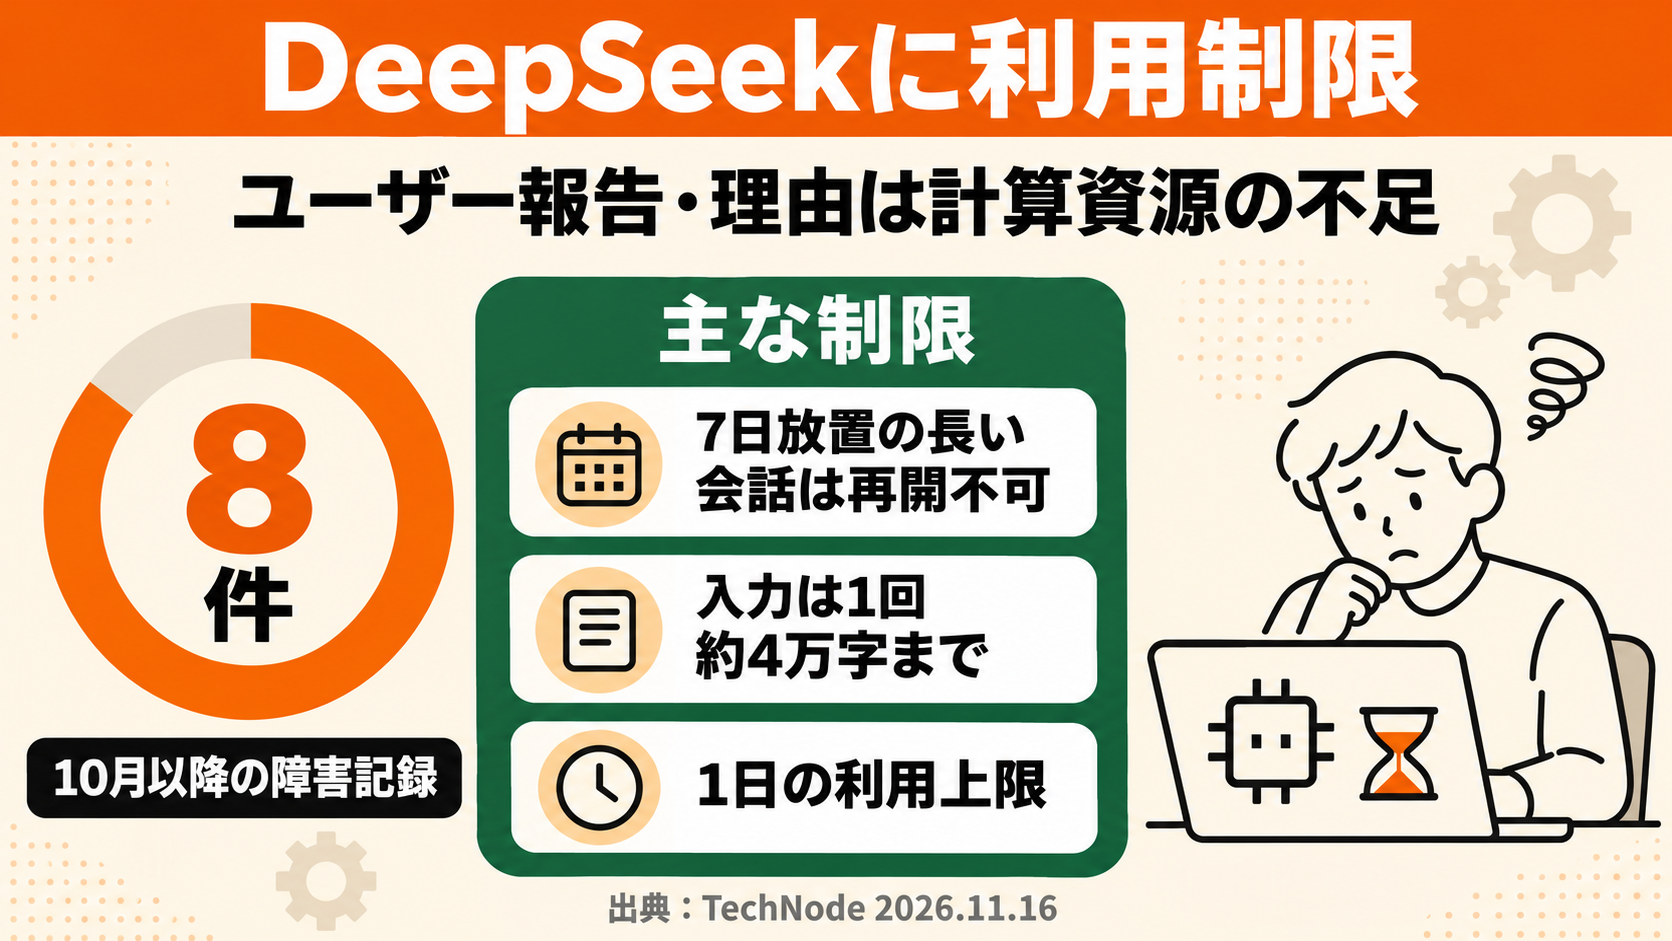 DeepSeekに利用制限
ユーザー報告・理由は計算資源の不足
8
件
10月以降の障害記録
主な制限
7日放置の長い
会話は再開不可
入力は1回
約4万字まで
1日の利用上限
出典：TechNode 2026.11.16